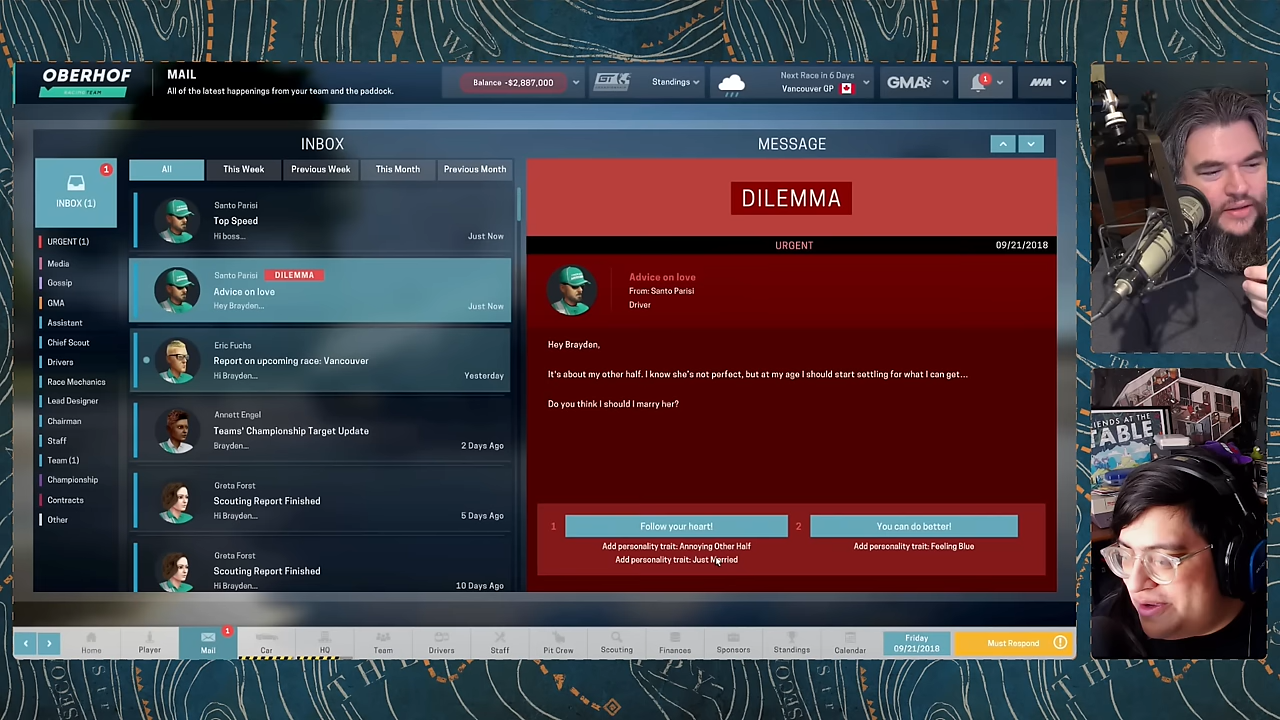 OBERHOF
RACING TEAM
MAIL
All of the latest happenings from your team and the paddock.
Balance -$2,887,000
GT
Standings
Next Race in 6 Days
Vancouver GP
GMA
1
MM
INBOX
MESSAGE
1
INBOX (1)
All
This Week
Previous Week
This Month
Previous Month
URGENT (1)
Media
Gossip
GMA
Assistant
Chief Scout
Drivers
Race Mechanics
Lead Designer
Chairman
Staff
Team (1)
Championship
Contracts
Other
Santo Parisi
Top Speed
Hi boss...
Just Now
Santo Parisi DILEMMA
Advice on love
Hey Brayden...
Just Now
Eric Fuchs
Report on upcoming race: Vancouver
Hi Brayden...
Yesterday
Annett Engel
Teams' Championship Target Update
Brayden...
2 Days Ago
Greta Forst
Scouting Report Finished
Hi Brayden...
5 Days Ago
Greta Forst
Scouting Report Finished
Hi Brayden...
10 Days Ago
DILEMMA
URGENT
09/21/2018
Advice on love
From: Santo Parisi
Driver
Hey Brayden,
It's about my other half. I know she's not perfect, but at my age I should start settling for what I can get...
Do you think I should I marry her?
1
Follow your heart!
Add personality trait: Annoying Other Half
Add personality trait: Just Married
2
You can do better!
Add personality trait: Feeling Blue
Home
Player
1
Mail
Car
HQ
Team
Drivers
Staff
Pit Crew
Scouting
Finances
Sponsors
Standings
Calendar
Friday
09/21/2018
Must Respond
AT THE
TABLE